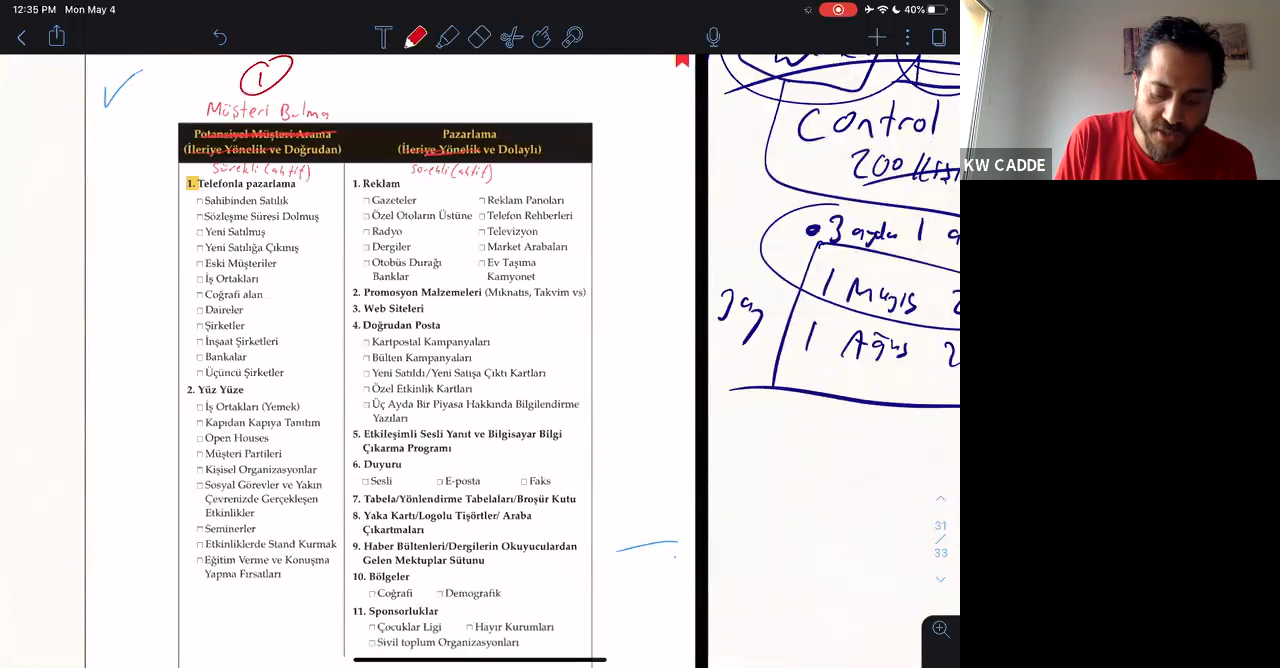 12:35 PM Mon May 4
40%
1
Müşteri Bulma
Potansiyel Müşteri Arama
(İleriye Yönelik ve Doğrudan)
Sürekli (aktif)
1. Telefonla pazarlama
Sahibinden Satılık
Sözleşme Süresi Dolmuş
Yeni Satılmış
Yeni Satılığa Çıkmış
Eski Müşteriler
İş Ortakları
Coğrafi alan
Daireler
Şirketler
İnşaat Şirketleri
Bankalar
Üçüncü Şirketler
2. Yüz Yüze
İş Ortakları (Yemek)
Kapıdan Kapıya Tanıtım
Open Houses
Müşteri Partileri
Kişisel Organizasyonlar
Sosyal Görevler ve Yakın
Çevrenizde Gerçekleşen
Etkinlikler
Seminerler
Etkinliklerde Stand Kurmak
Eğitim Verme ve Konuşma
Yapma Fırsatları
Pazarlama
(İleriye Yönelik ve Dolaylı)
Sürekli (aktif)
1. Reklam
Gazeteler
Reklam Panoları
Özel Otoların Üstüne
Telefon Rehberleri
Radyo
Televizyon
Dergiler
Market Arabaları
Otobüs Durağı
Banklar
Ev Taşıma
Kamyonet
2. Promosyon Malzemeleri (Mıknatıs, Takvim vs)
3. Web Siteleri
4. Doğrudan Posta
Kartpostal Kampanyaları
Bülten Kampanyaları
Yeni Satıldı/Yeni Satışa Çıktı Kartları
Özel Etkinlik Kartları
Üç Ayda Bir Piyasa Hakkında Bilgilendirme
Yazıları
5. Etkileşimli Sesli Yanıt ve Bilgisayar Bilgi
Çıkarma Programı
6. Duyuru
Sesli E-posta Faks
7. Tabela/Yönlendirme Tabelaları/Broşür Kutu
8. Yaka Kartı/Logolu Tişörtler/ Araba
Çıkartmaları
9. Haber Bültenleri/Dergilerin Okuyuculardan
Gelen Mektuplar Sütunu
10. Bölgeler
Coğrafi Demografik
11. Sponsorluklar
Çocuklar Ligi Hayır Kurumları
Sivil toplum Organizasyonları
Control
200
3 ayda 1
1 Mayıs 2
1 Ağus 2
31
/
33
KW CADDE